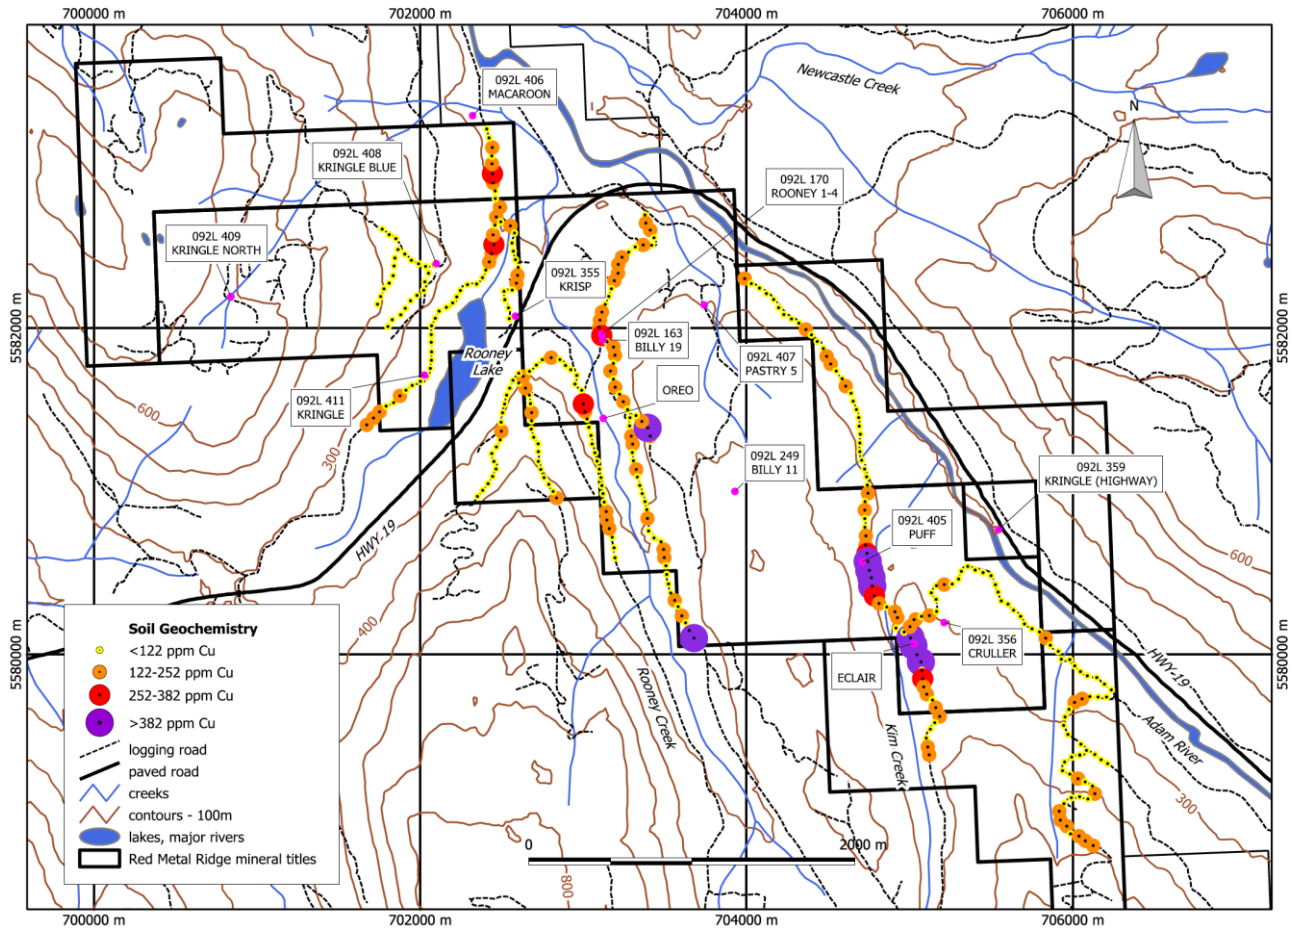 700000 m
702000 m
704000 m
706000 m
092L 406
MACAROON
Newcastle Creek
N
092L 408
KRINGLE BLUE
092L 170
ROONEY 1-4
092L 409
KRINGLE NORTH
092L 355
KRISP
5582000 m
5582000 m
092L 163
BILLY 19
Rooney
Lake
092L 407
PASTRY 5
OREO
092L 411
KRINGLE
600
300
092L 249
BILLY 11
092L 359
KRINGLE (HIGHWAY)
092L 405
PUFF
HWY-19
600
400
092L 356
CRULLER
5580000 m
5580000 m
ECLAIR
HWY-19
Rooney Creek
Kim Creek
Adam River
300
800
Soil Geochemistry
<122 ppm Cu
122-252 ppm Cu
252-382 ppm Cu
>382 ppm Cu
logging road
paved road
creeks
contours - 100m
lakes, major rivers
Red Metal Ridge mineral titles
0
2000 m
700000 m
702000 m
704000 m
706000 m